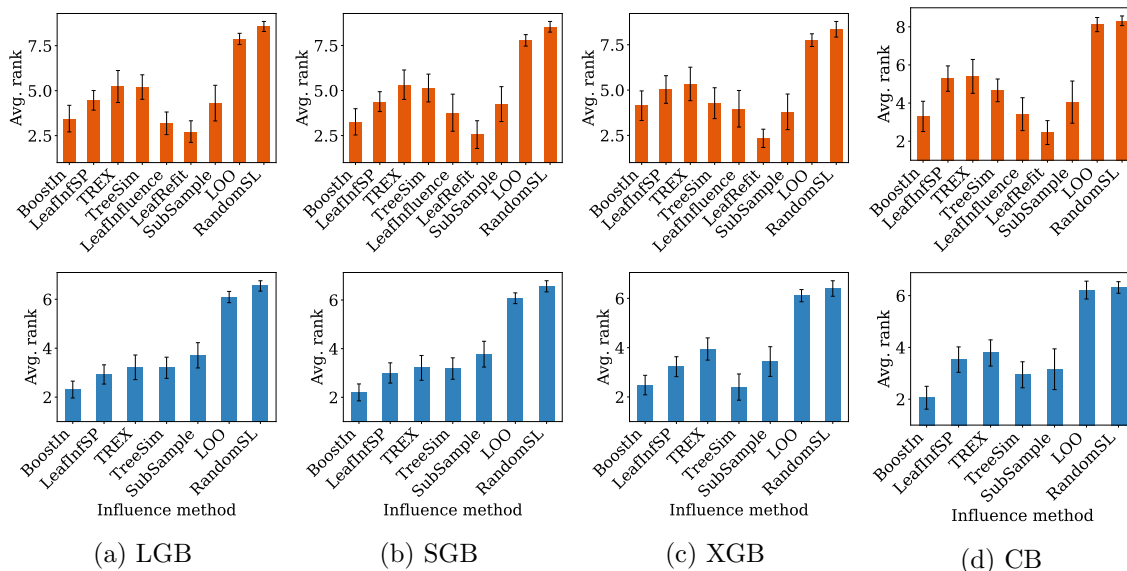 Avg. rank
7.5
5.0
2.5
BoostIn
LeafInfSP
TREX
TreeSim
LeafInfluence
LeafRefit
SubSample
LOO
RandomSL
Avg. rank
7.5
5.0
2.5
BoostIn
LeafInfSP
TREX
TreeSim
LeafInfluence
LeafRefit
SubSample
LOO
RandomSL
Avg. rank
7.5
5.0
2.5
BoostIn
LeafInfSP
TREX
TreeSim
LeafInfluence
LeafRefit
SubSample
LOO
RandomSL
Avg. rank
8
6
4
2
BoostIn
LeafInfSP
TREX
TreeSim
LeafInfluence
LeafRefit
SubSample
LOO
RandomSL
Avg. rank
6
4
2
BoostIn
LeafInfSP
TREX
TreeSim
SubSample
LOO
RandomSL
Influence method
(a) LGB
Avg. rank
6
4
2
BoostIn
LeafInfSP
TREX
TreeSim
SubSample
LOO
RandomSL
Influence method
(b) SGB
Avg. rank
6
4
2
BoostIn
LeafInfSP
TREX
TreeSim
SubSample
LOO
RandomSL
Influence method
(c) XGB
Avg. rank
6
4
2
BoostIn
LeafInfSP
TREX
TreeSim
SubSample
LOO
RandomSL
Influence method
(d) CB